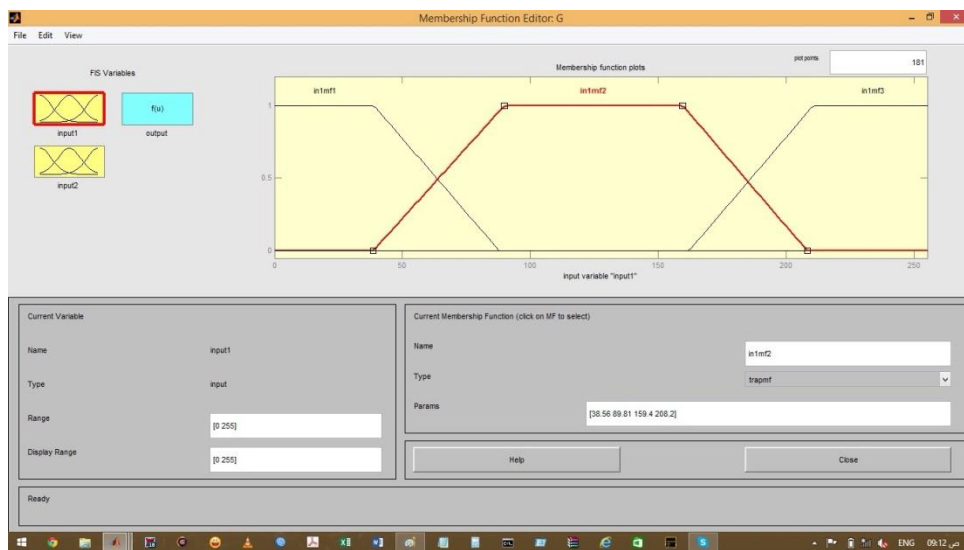 Membership Function Editor: G
File Edit View
FIS Variables
input1
f(u)
output
input2
Membership function plots
plot points
181
in1mf1
in1mf2
in1mf3
1
0.5
0
0 50 100 150 200 250
input variable "input1"
Current Variable
Name input1
Type input
Range [0 255]
Display Range [0 255]
Current Membership Function (click on MF to select)
Name in1mf2
Type trapmf
Params [38.56 89.81 159.4 208.2]
Help Close
Ready
ENG 09:12 ص